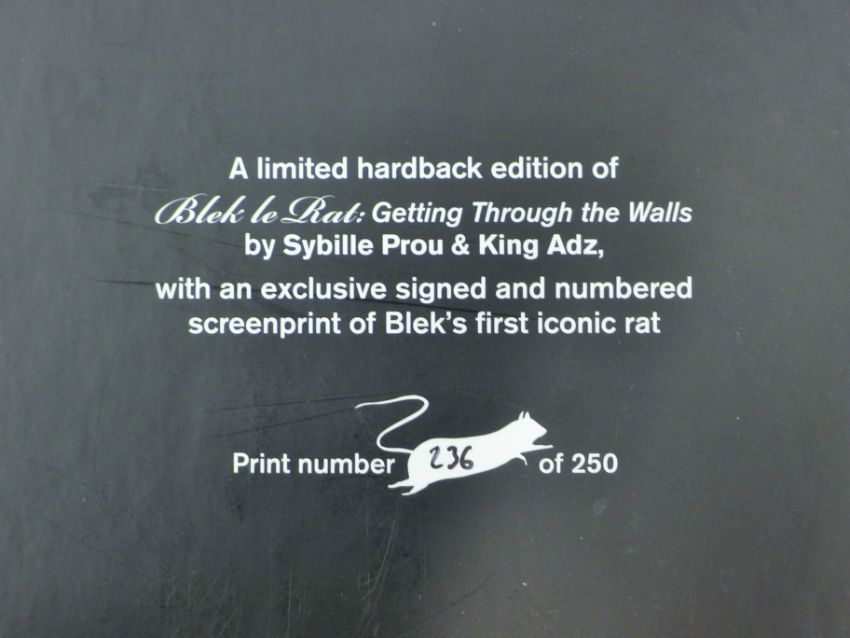 A limited hardback edition of
Blek le Rat: Getting Through the Walls
by Sybille Prou & King Adz,
with an exclusive signed and numbered
screenprint of Blek's first iconic rat
Print number 236 of 250